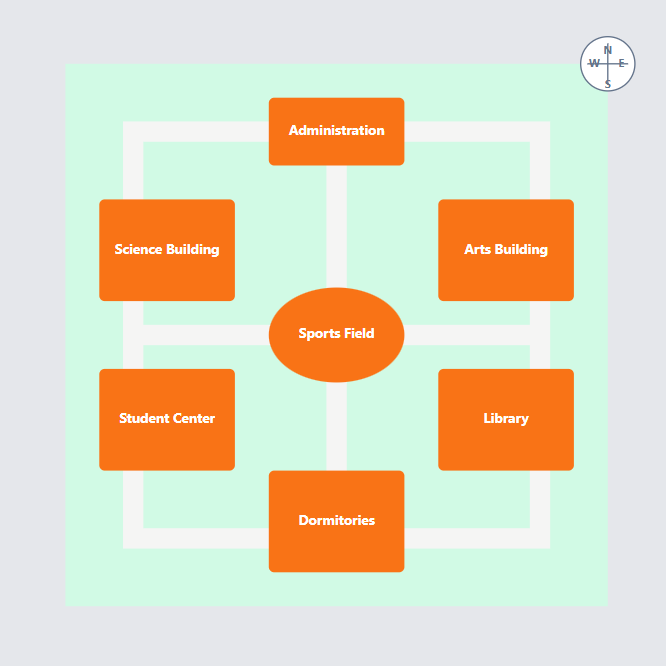 N
W E
S
Administration
Science Building
Arts Building
Sports Field
Student Center
Library
Dormitories